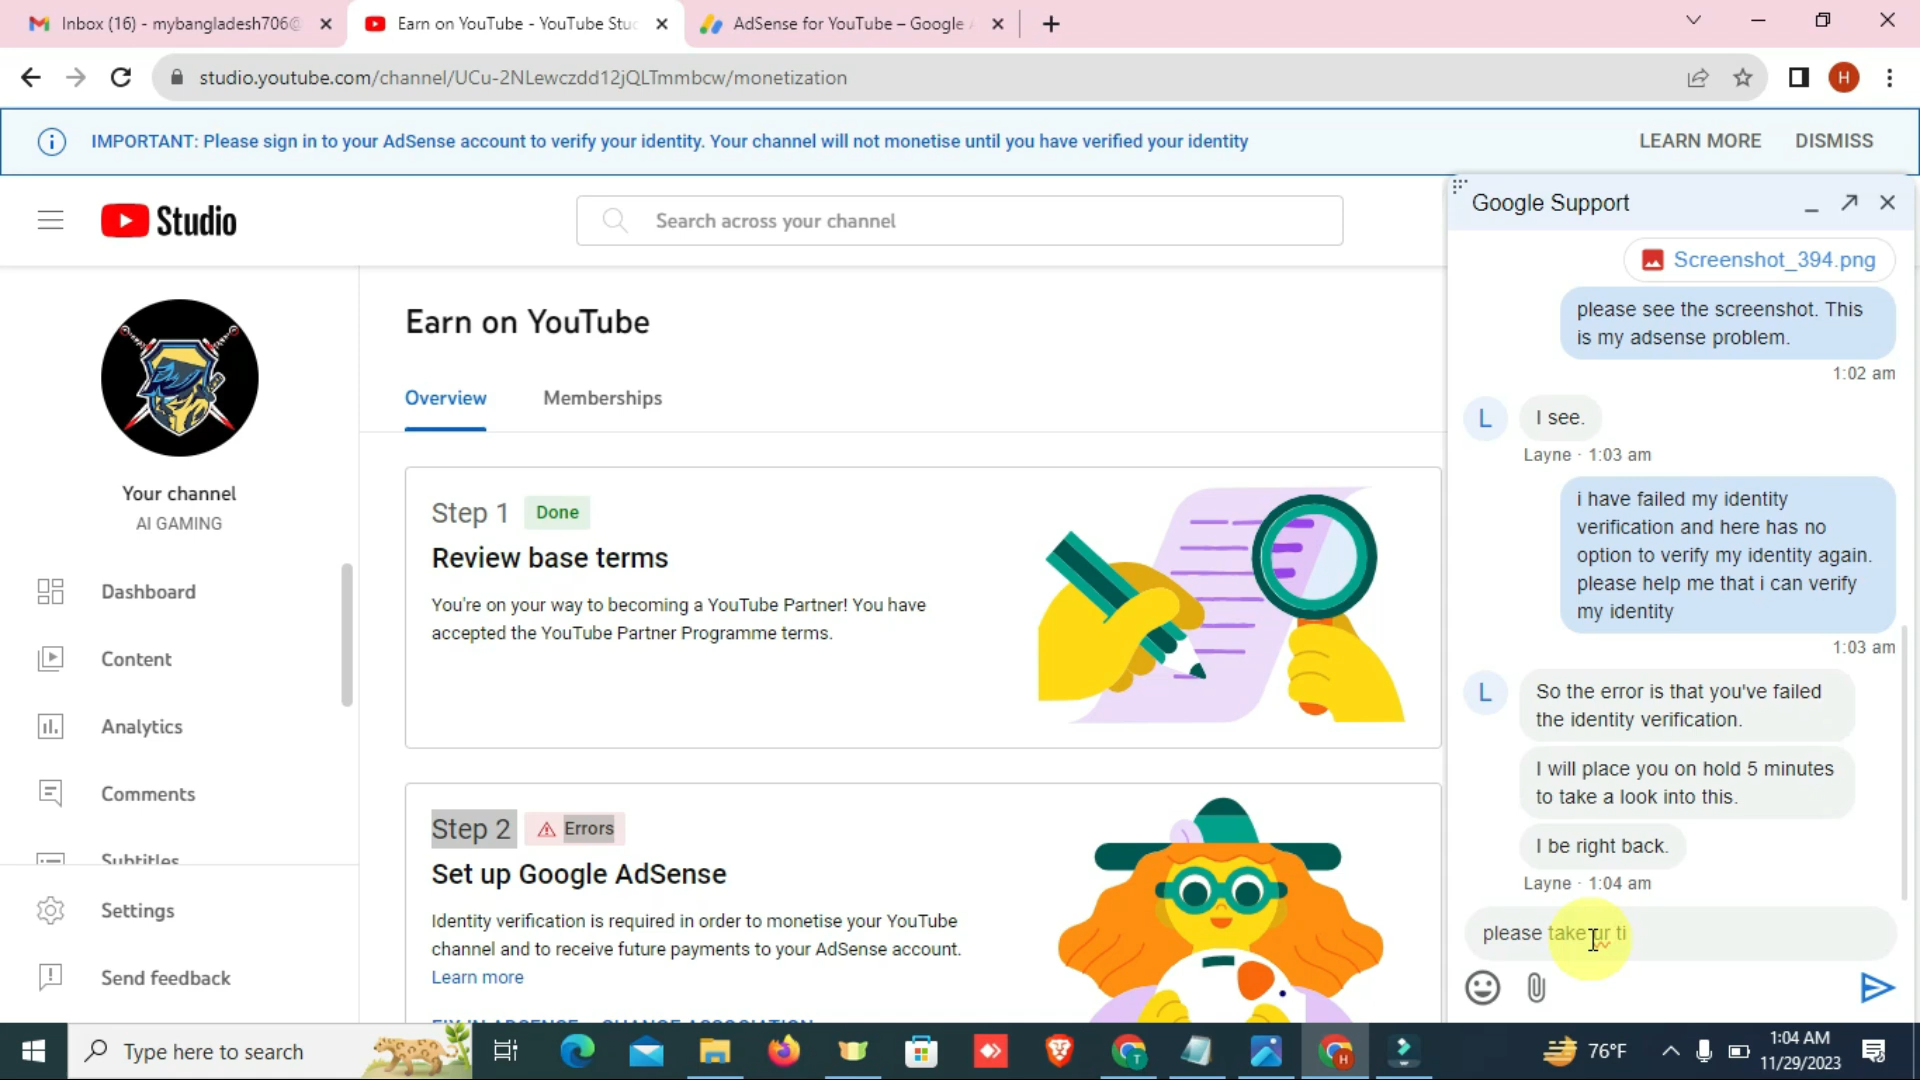 Inbox (16) - mybangladesh706@
Earn on YouTube - YouTube Stu
AdSense for YouTube – Google
studio.youtube.com/channel/UCu-2NLewczdd12jQLTmmbcw/monetization
H
IMPORTANT: Please sign in to your AdSense account to verify your identity. Your channel will not monetise until you have verified your identity
LEARN MORE
DISMISS
Studio
Search across your channel
Your channel
AI GAMING
Dashboard
Content
Analytics
Comments
Subtitles
Settings
Send feedback
Earn on YouTube
Overview
Memberships
Step 1
Done
Review base terms
You're on your way to becoming a YouTube Partner! You have
accepted the YouTube Partner Programme terms.
Step 2
Errors
Set up Google AdSense
Identity verification is required in order to monetise your YouTube
channel and to receive future payments to your AdSense account.
Learn more
FIX IN ADSENSE
CHANGE ASSOCIATION
Google Support
Screenshot_394.png
please see the screenshot. This
is my adsense problem.
1:02 am
L
I see.
Layne · 1:03 am
i have failed my identity
verification and here has no
option to verify my identity again.
please help me that i can verify
my identity
1:03 am
L
So the error is that you've failed
the identity verification.
I will place you on hold 5 minutes
to take a look into this.
I be right back.
Layne · 1:04 am
please take ur ti
Type here to search
T
H
76°F
1:04 AM
11/29/2023